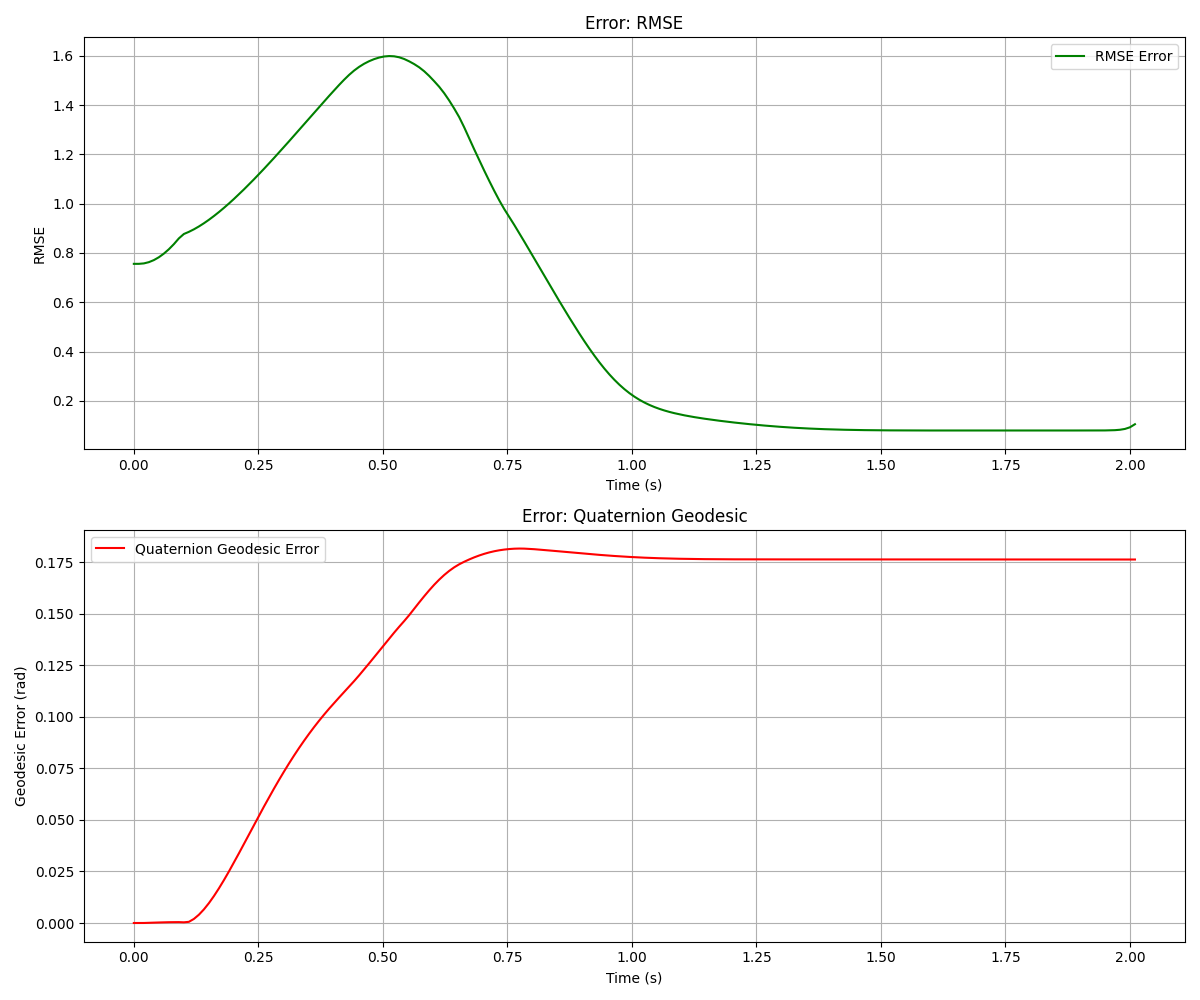 Error: RMSE
RMSE Error
RMSE
1.6
1.4
1.2
1.0
0.8
0.6
0.4
0.2
0.00 0.25 0.50 0.75 1.00 1.25 1.50 1.75 2.00
Time (s)
Error: Quaternion Geodesic
Quaternion Geodesic Error
Geodesic Error (rad)
0.175
0.150
0.125
0.100
0.075
0.050
0.025
0.000
0.00 0.25 0.50 0.75 1.00 1.25 1.50 1.75 2.00
Time (s)